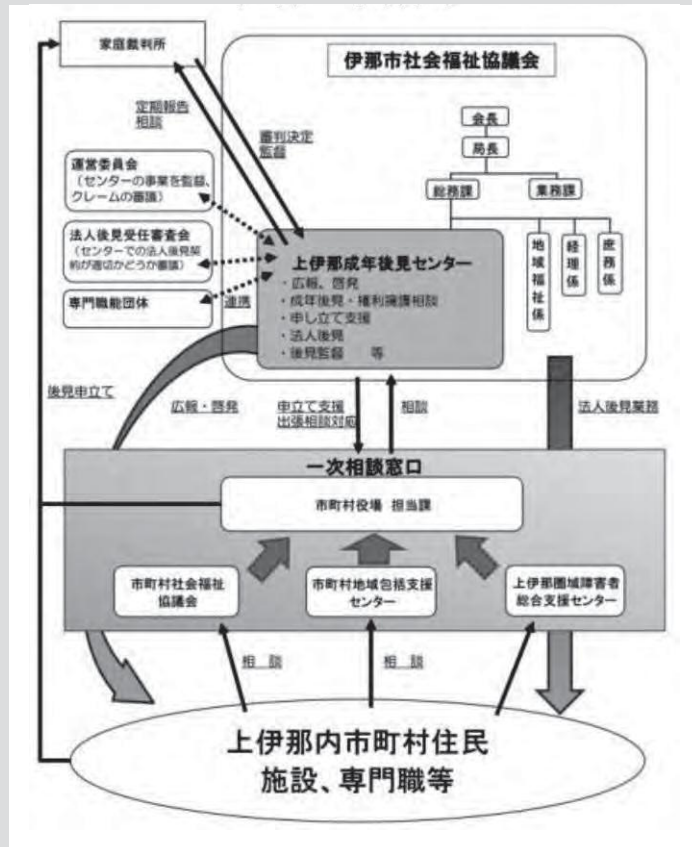 家庭裁判所
伊那市社会福祉協議会
定期報告
相談
審判決定
監督
会長
局長
総務課
業務課
地域福祉係
経理係
庶務係
運営委員会
（センターの事業を監督、
クレームの審議）
法人後見受任審査会
（センターでの法人後見契
約が適切かどうか審議）
専門職能団体
連携
上伊那成年後見センター
・広報、啓発
・成年後見・権利擁護相談
・申し立て支援
・法人後見
・後見監督　等
後見申立て
広報・啓発
申立て支援
出張相談対応
相談
法人後見業務
一次相談窓口
市町村役場 担当課
市町村社会福祉
協議会
市町村地域包括支援
センター
上伊那圏域障害者
総合支援センター
相　談
相　談
上伊那内市町村住民
施設、専門職等